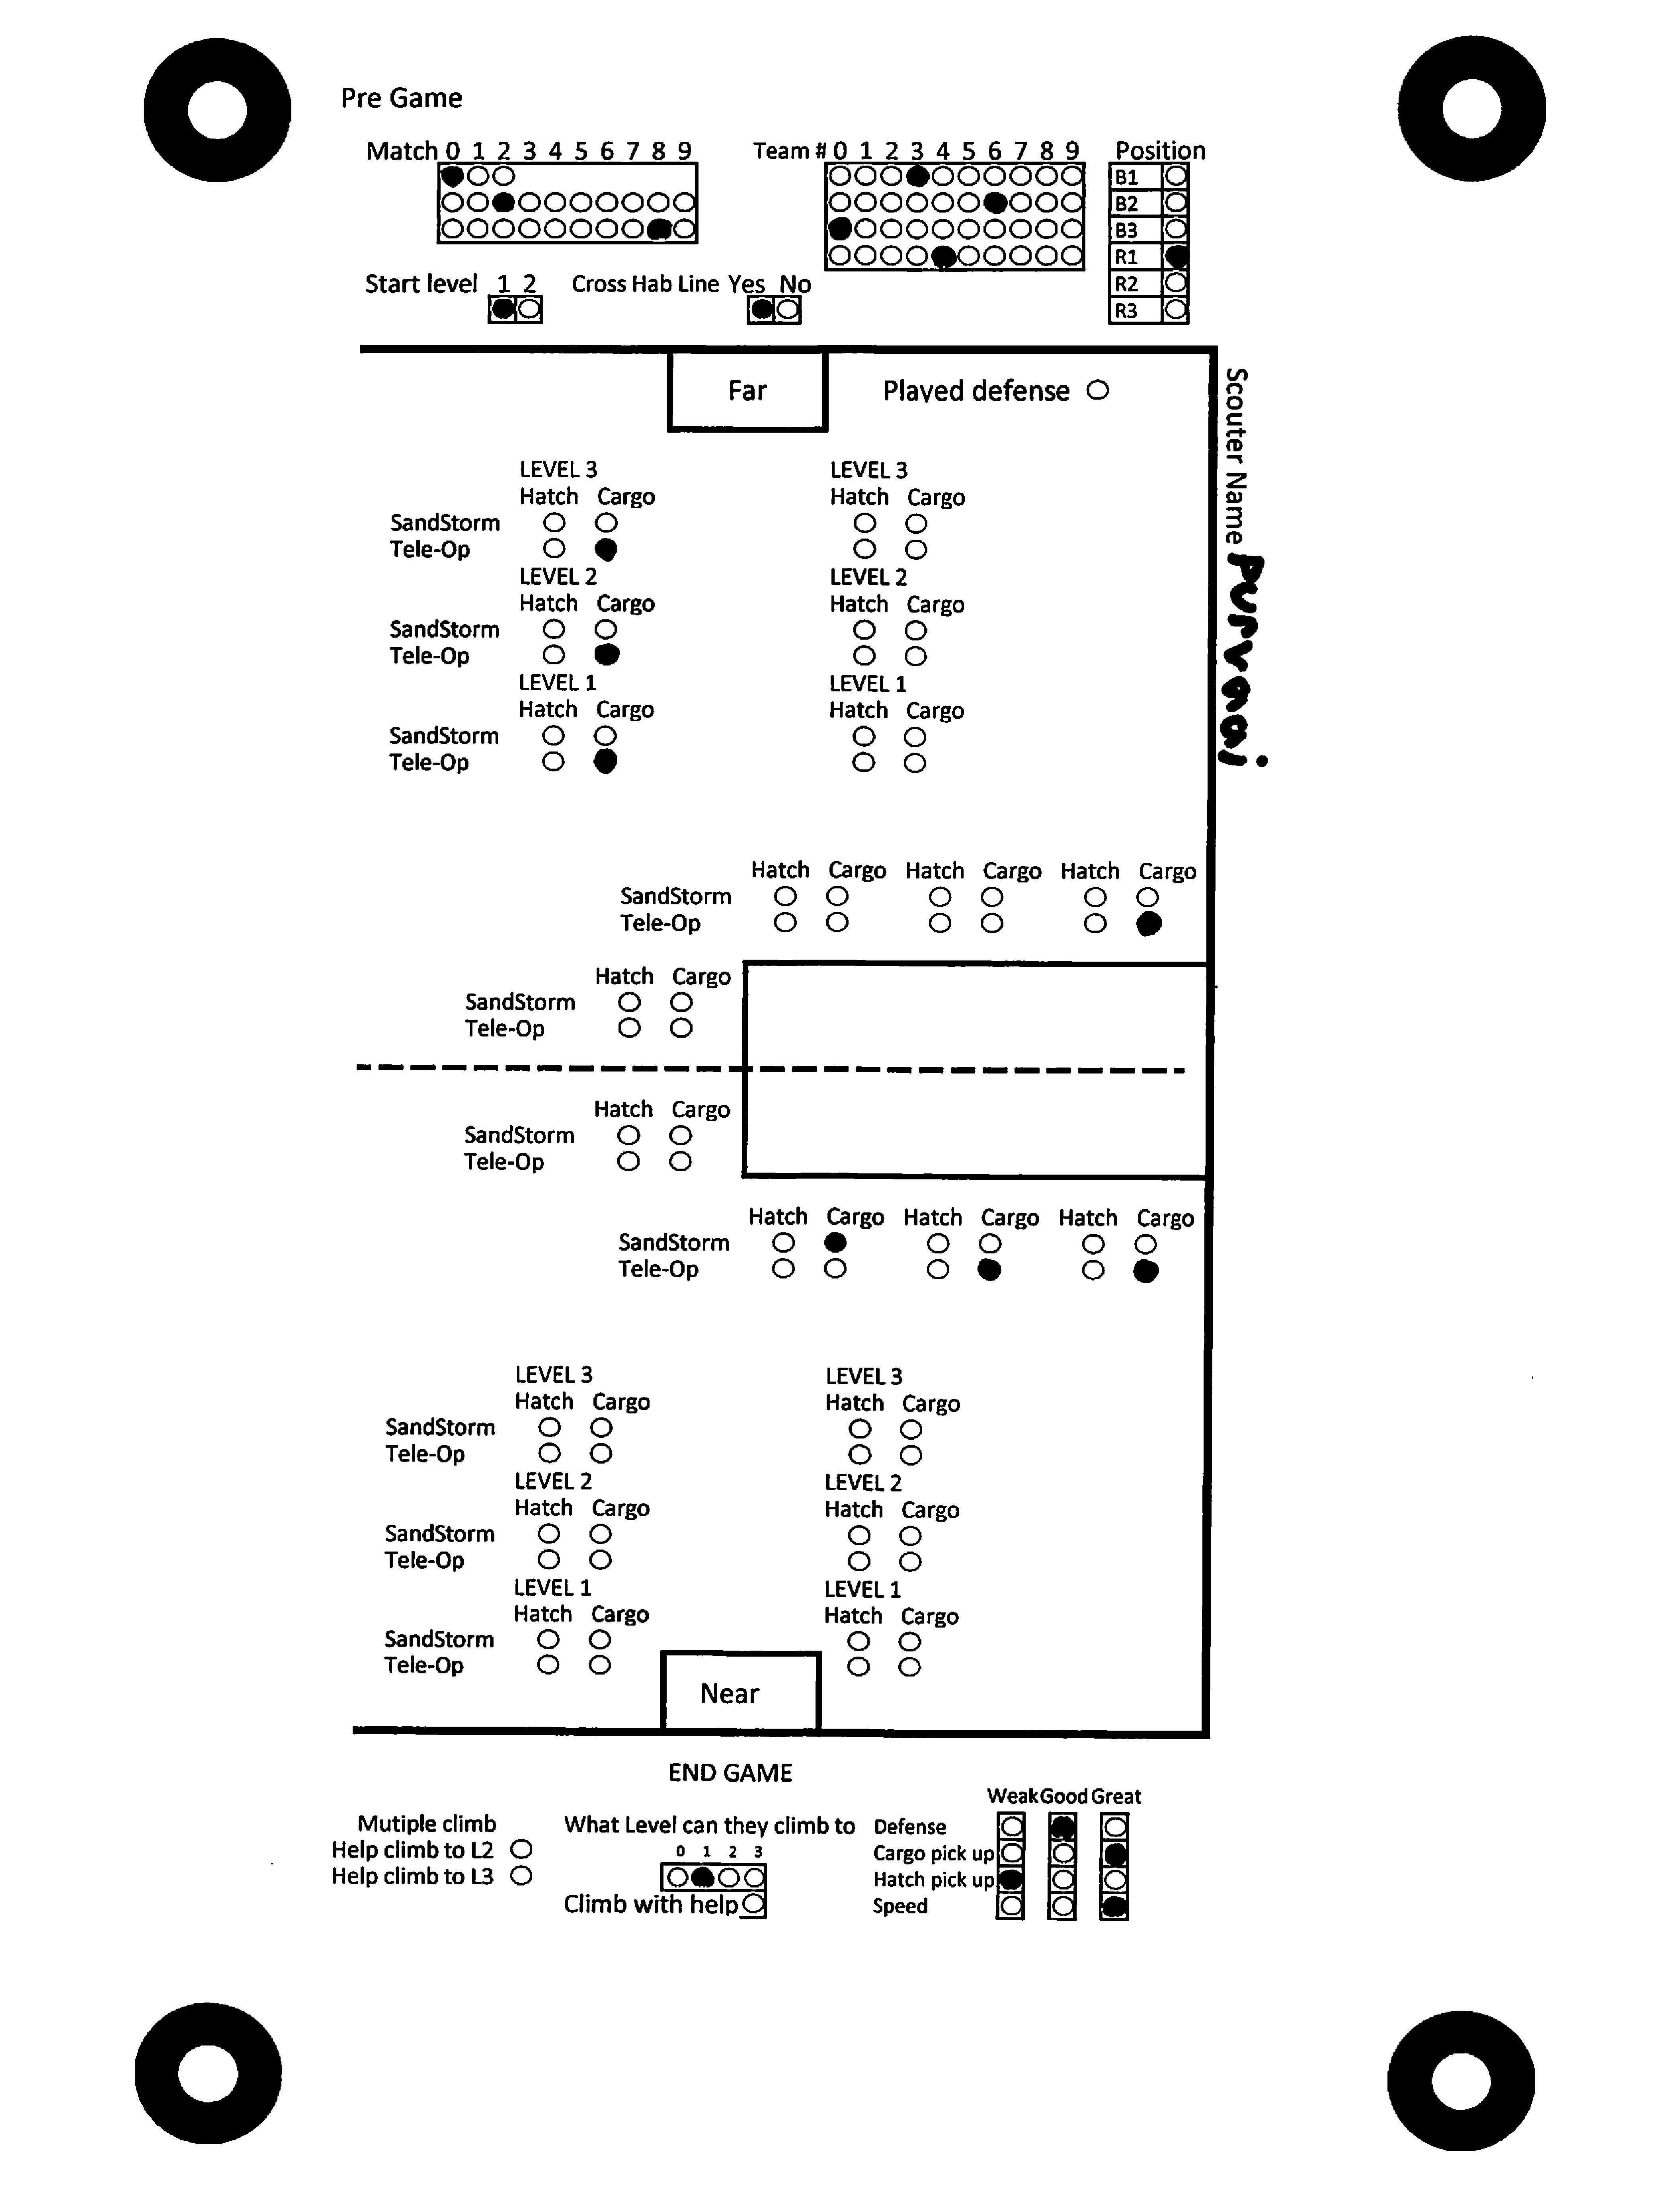 Pre Game
Match 0 1 2 3 4 5 6 7 8 9
Team # 0 1 2 3 4 5 6 7 8 9
Position
B1
B2
B3
R1
R2
R3
Start level 1 2
Cross Hab Line Yes No
Far
Played defense
Scouter Name Purvaaj
LEVEL 3 LEVEL 3
Hatch Cargo Hatch Cargo
SandStorm
Tele-Op
LEVEL 2 LEVEL 2
Hatch Cargo Hatch Cargo
SandStorm
Tele-Op
LEVEL 1 LEVEL 1
Hatch Cargo Hatch Cargo
SandStorm
Tele-Op
Hatch Cargo Hatch Cargo Hatch Cargo
SandStorm
Tele-Op
Hatch Cargo
SandStorm
Tele-Op
Hatch Cargo
SandStorm
Tele-Op
Hatch Cargo Hatch Cargo Hatch Cargo
SandStorm
Tele-Op
LEVEL 3 LEVEL 3
Hatch Cargo Hatch Cargo
SandStorm
Tele-Op
LEVEL 2 LEVEL 2
Hatch Cargo Hatch Cargo
SandStorm
Tele-Op
LEVEL 1 LEVEL 1
Hatch Cargo Hatch Cargo
SandStorm
Tele-Op
Near
END GAME
Mutiple climb
Help climb to L2
Help climb to L3
What Level can they climb to
0 1 2 3
Climb with help
Weak Good Great
Defense
Cargo pick up
Hatch pick up
Speed